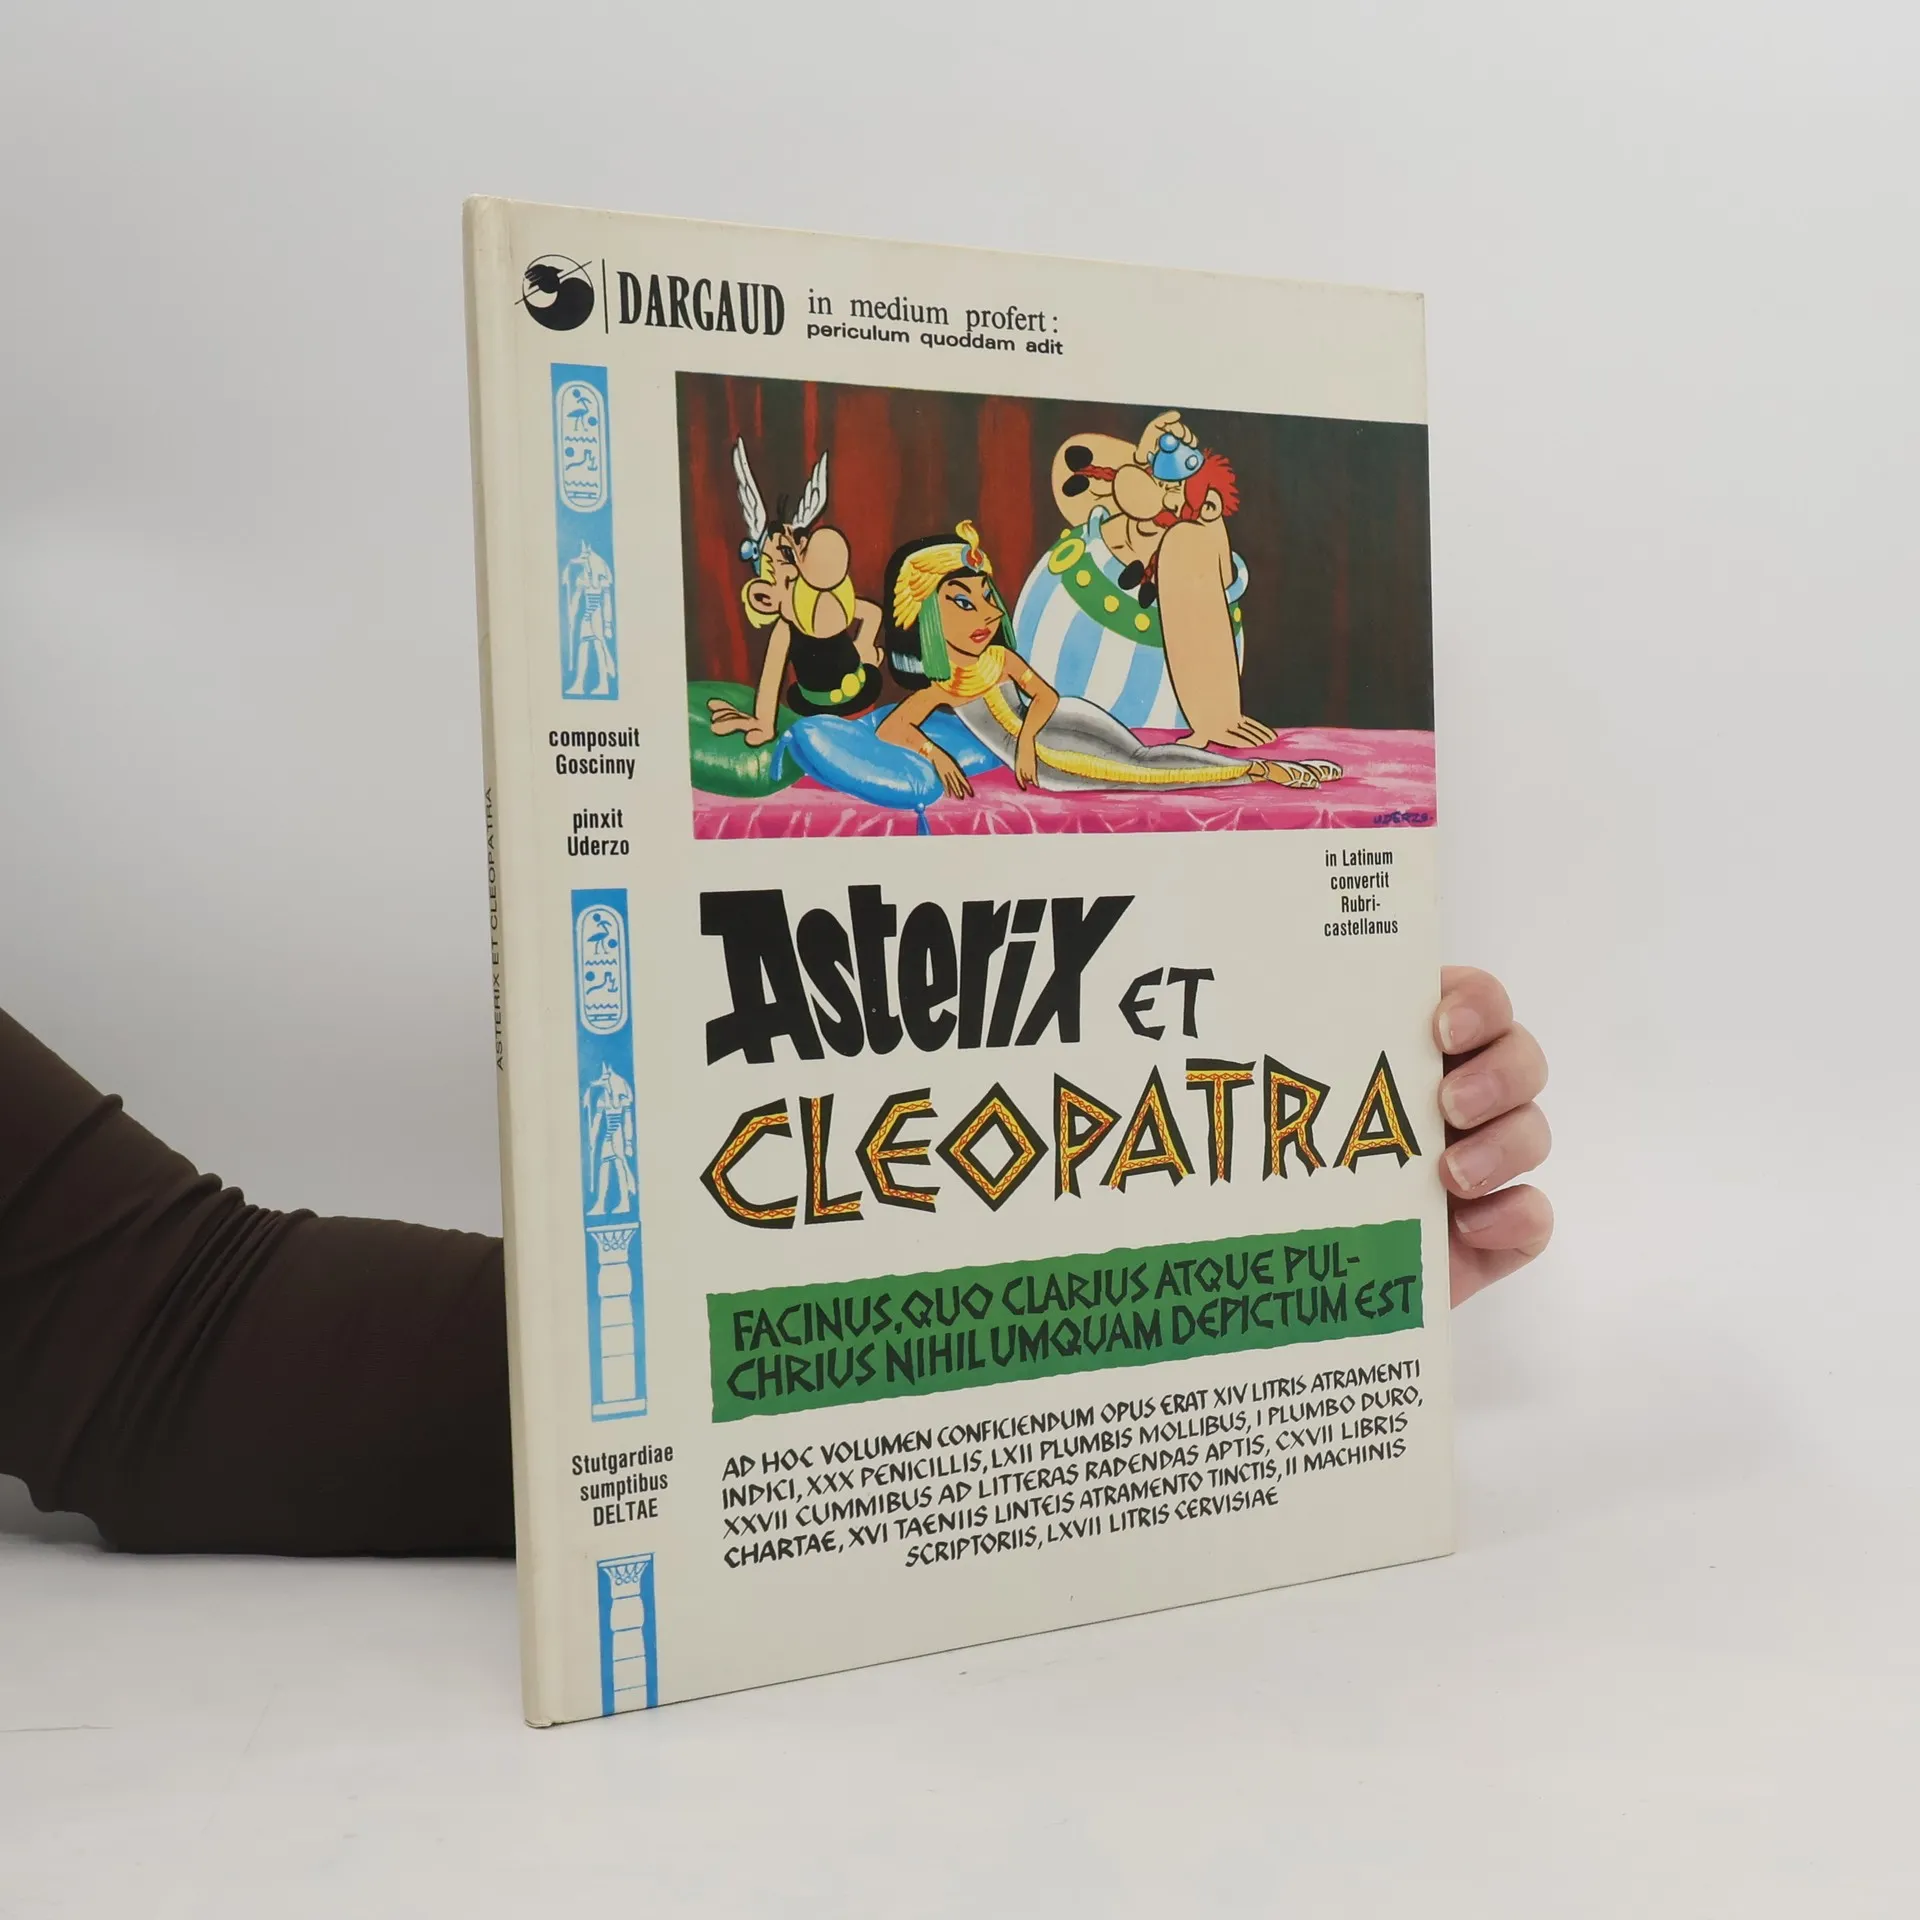 DARGAUD in medium profert:
periculum quoddam adit
composuit
Goscinny
pinxit
Uderzo
UDERZO.
in Latinum
convertit
Rubri-
castellanus
Asterix ET
CLEOPATRA
FACINUS, QUO CLARIUS ATQUE PUL-
CHRIUS NIHIL UMQUAM DEPICTUM EST
AD HOC VOLUMEN CONFICIENDUM OPUS ERAT XIV LITRIS ATRAMENTI
INDICI, XXX PENICILLIS, LXII PLUMBIS MOLLIBUS, I PLUMBO DURO,
XXVII CUMMIBUS AD LITTERAS RADENDAS APTIS, CXVII LIBRIS
CHARTAE, XVI TAENIIS LINTEIS ATRAMENTO TINCTIS, II MACHINIS
SCRIPTORIIS, LXVII LITRIS CERVISIAE
Stutgardiae
sumptibus
DELTAE
ASTERIX ET CLEOPATRA